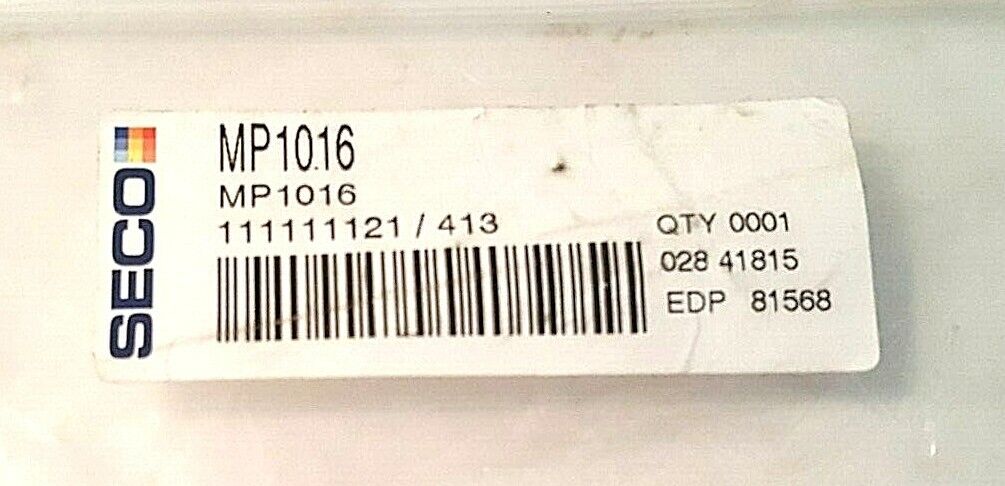 SECO
MP1016
MP1016
111111121 / 413
QTY 0001
028 41815
EDP 81568